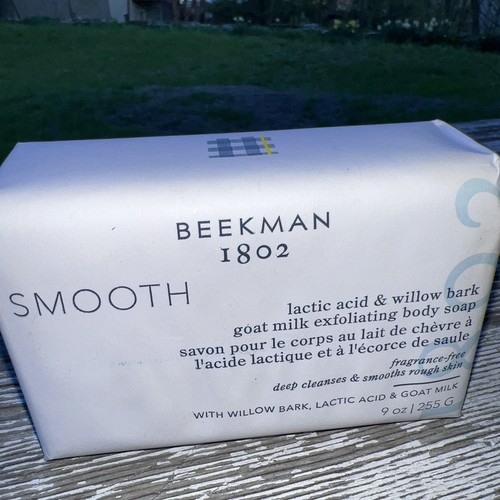 BEEKMAN
1802
SMOOTH
lactic acid & willow bark
goat milk exfoliating body soap
savon pour le corps au lait de chèvre à
l'acide lactique et à l'écorce de saule
fragrance-free
deep cleanses & smooths rough skin
WITH WILLOW BARK, LACTIC ACID & GOAT MILK
9 oz | 255 G